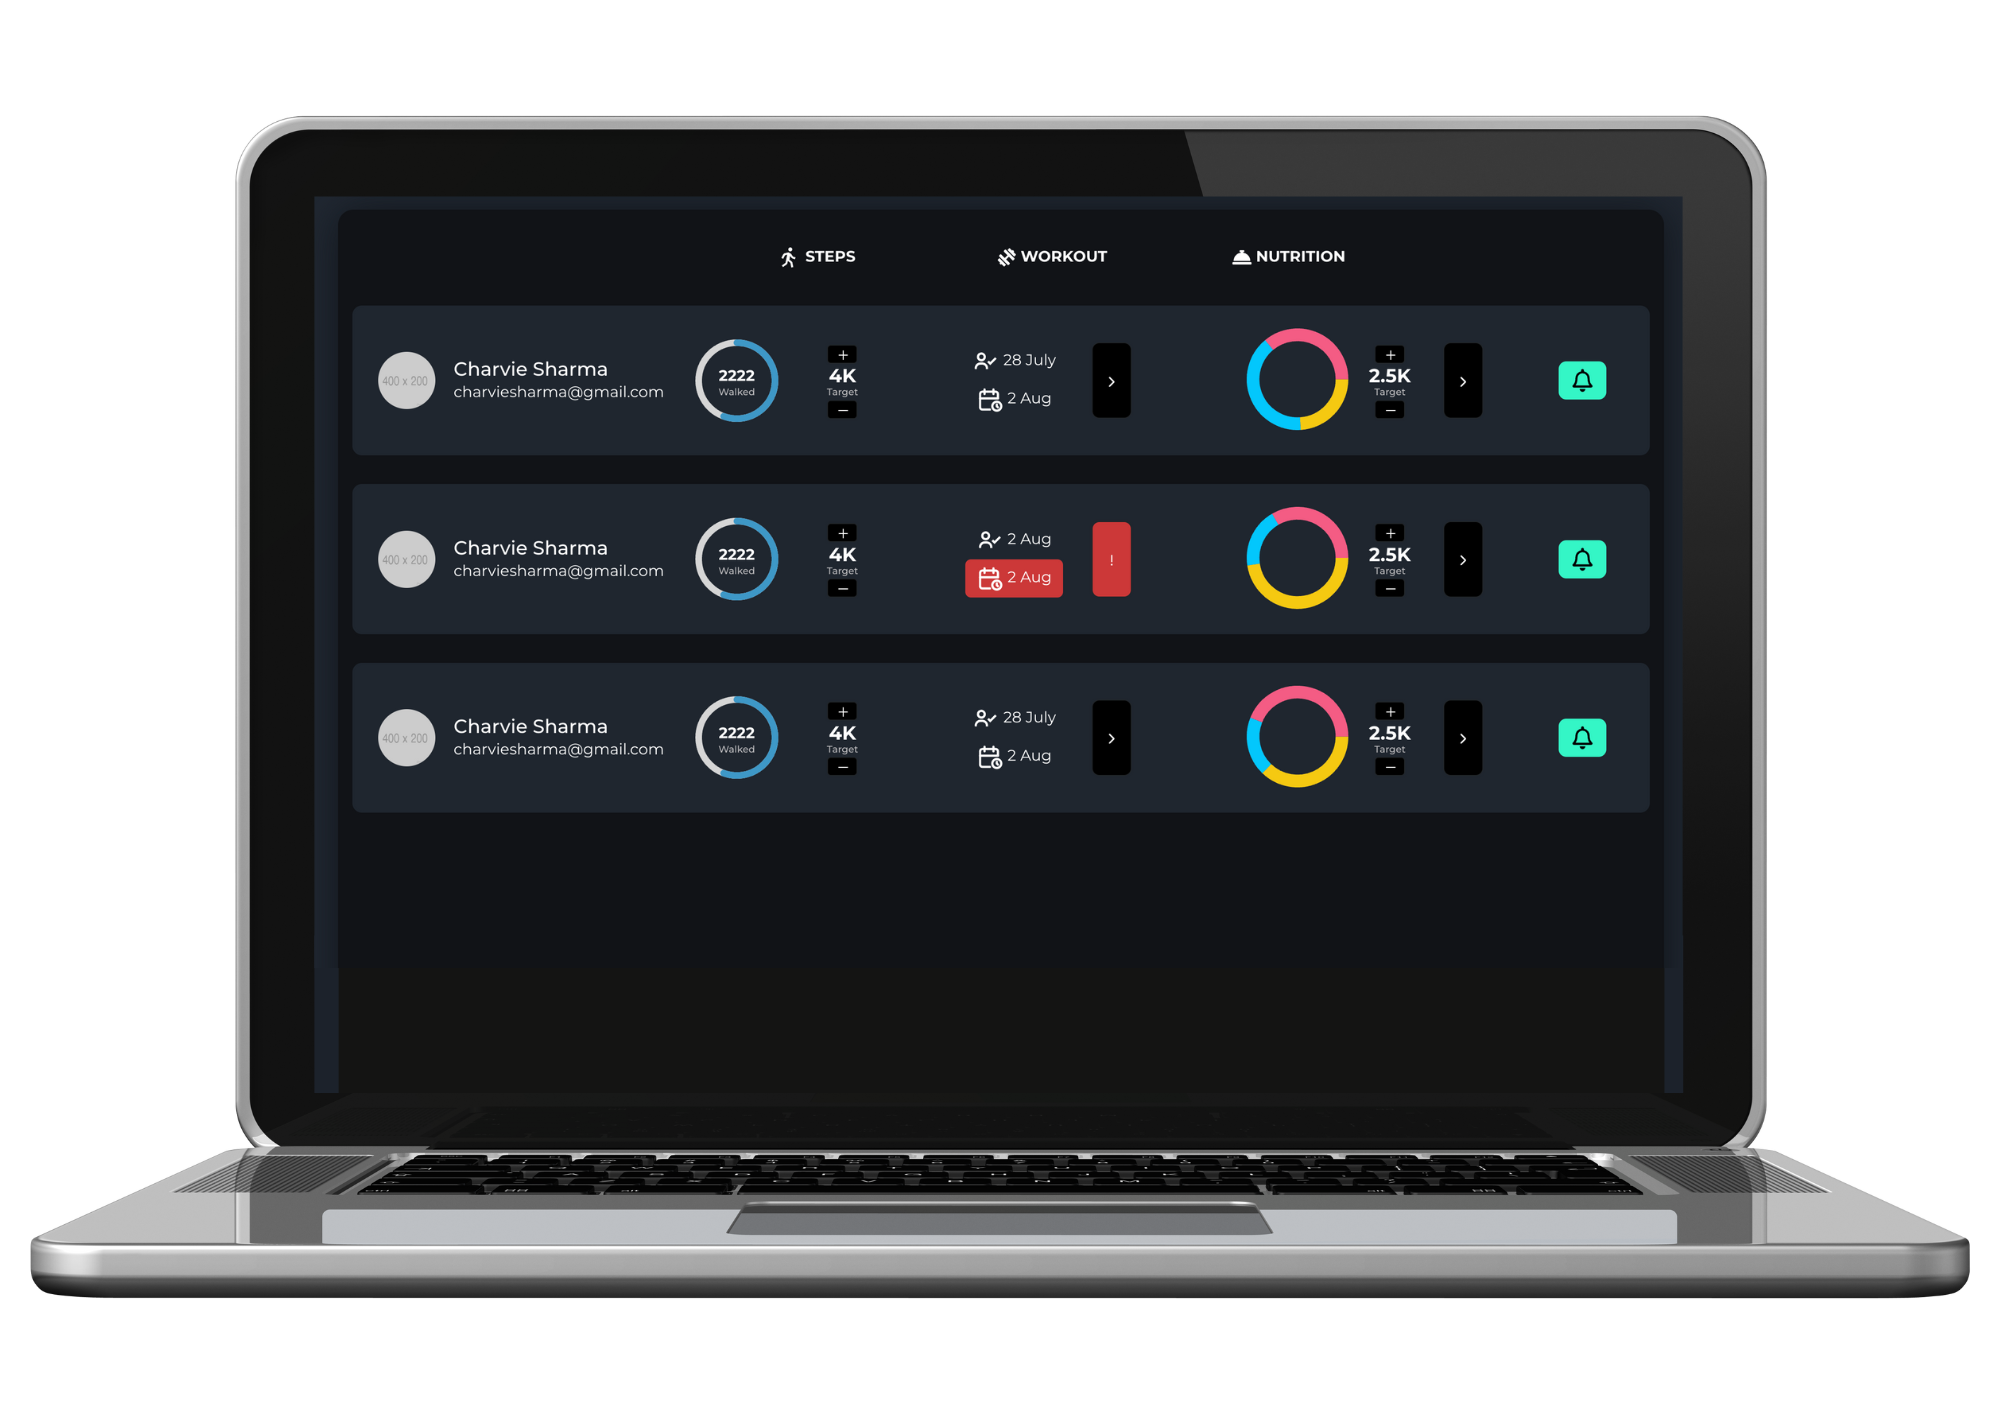 STEPS WORKOUT NUTRITION
400 x 200
Charvie Sharma
charviesharma@gmail.com
2222
Walked
+
4K
Target
−
28 July
2 Aug
>
+
2.5K
Target
−
>
400 x 200
Charvie Sharma
charviesharma@gmail.com
2222
Walked
+
4K
Target
−
2 Aug
2 Aug
!
+
2.5K
Target
−
>
400 x 200
Charvie Sharma
charviesharma@gmail.com
2222
Walked
+
4K
Target
−
28 July
2 Aug
>
+
2.5K
Target
−
>